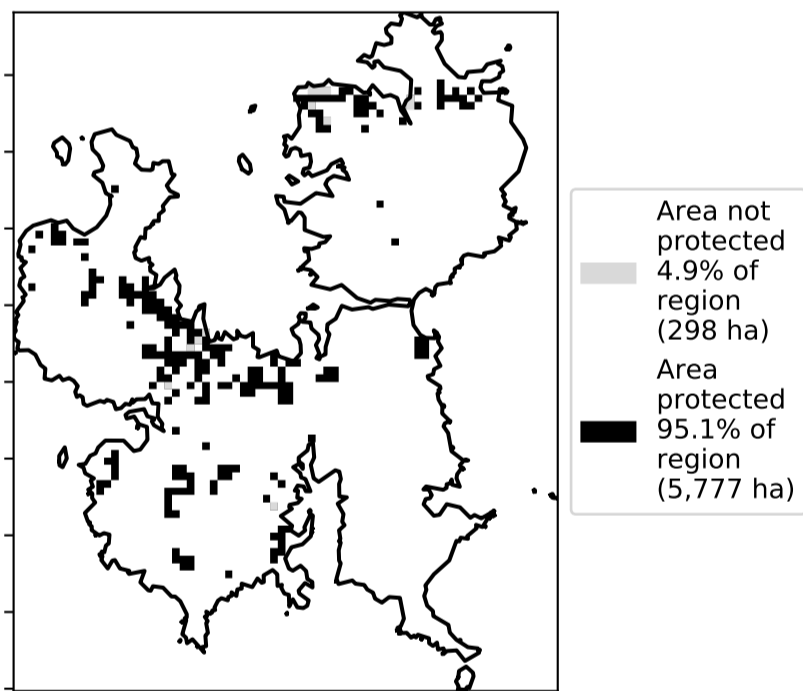 Area not
protected
4.9% of
region
(298 ha)
Area
protected
95.1% of
region
(5,777 ha)